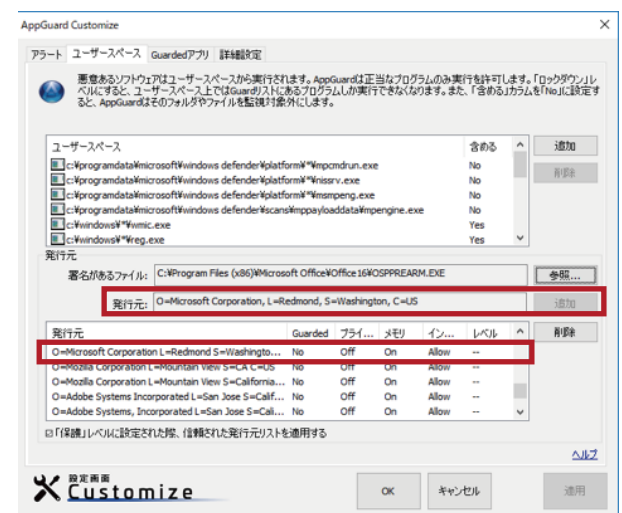 AppGuard Customize
アラート ユーザースペース Guardedアプリ 詳細設定
悪意あるソフトウェアはユーザースペースから実行されます。AppGuardは正当なプログラムのみ実行を許可します。「ロックダウン」レ
ベルにすると、ユーザースペース上ではGuardリストにあるプログラムしか実行できなくなります。また、「含める」カラムを「No」に設定す
ると、AppGuardはそのフォルダやファイルを監視対象外にします。
ユーザースペース 含める 追加
c:¥programdata¥microsoft¥windows defender¥platform¥*¥mpcmdrun.exe No
削除
c:¥programdata¥microsoft¥windows defender¥platform¥*¥nissrv.exe No
c:¥programdata¥microsoft¥windows defender¥platform¥*¥msmpeng.exe No
c:¥programdata¥microsoft¥windows defender¥scans¥mppayloaddata¥mpengine.exe No
c:¥windows¥*¥wmic.exe Yes
c:¥windows¥*¥reg.exe Yes
発行元
署名があるファイル: C:¥Program Files (x86)¥Microsoft Office¥Office16¥OSPPREARM.EXE 参照...
発行元: O=Microsoft Corporation, L=Redmond, S=Washington, C=US 追加
発行元 Guarded プライ... メモリ イン... レベル 削除
O=Microsoft Corporation L=Redmond S=Washingto... No Off On Allow --
O=Mozilla Corporation L=Mountain View S=CA C=US No Off On Allow --
O=Mozilla Corporation L=Mountain View S=California... No Off On Allow --
O=Adobe Systems Incorporated L=San Jose S=Calif... No Off On Allow --
O=Adobe Systems, Incorporated L=San Jose S=Cali... No Off On Allow --
「保護」レベルに設定された際、信頼された発行元リストを適用する
ヘルプ
設定画面
Customize
OK キャンセル 適用